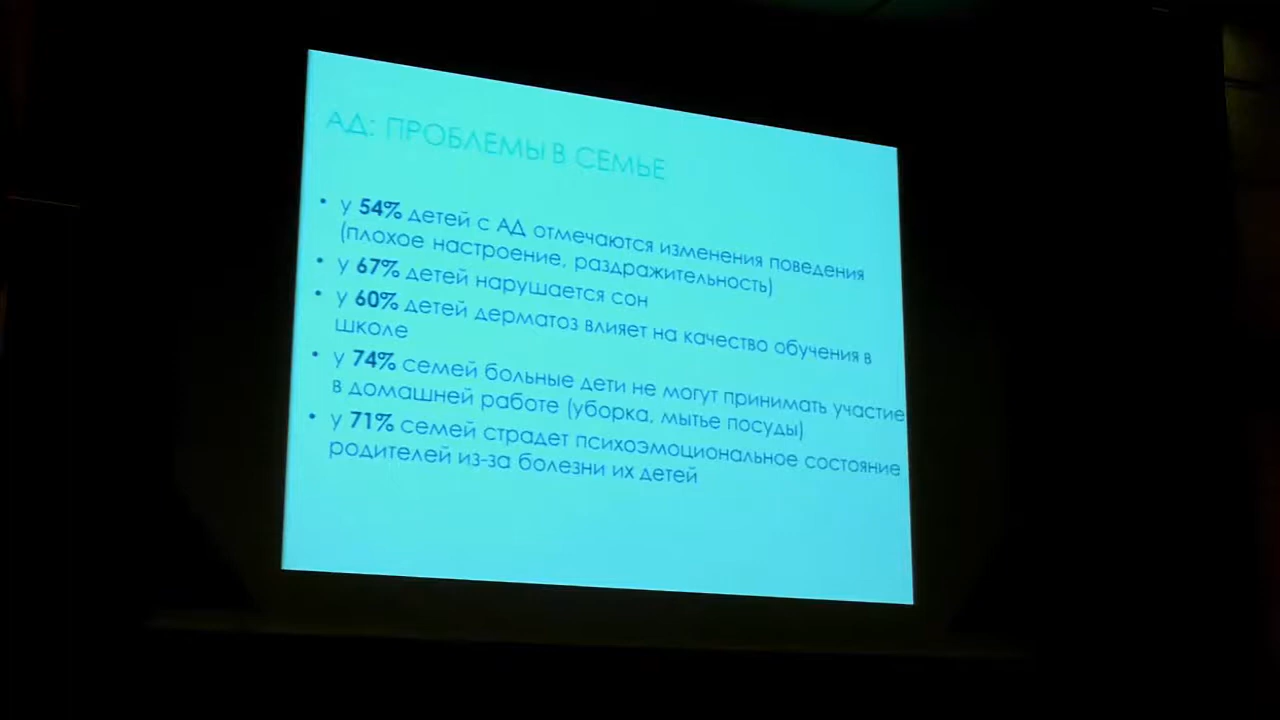 АД: ПРОБЛЕМЫ В СЕМЬЕ
• у 54% детей с АД отмечаются изменения поведения
(плохое настроение, раздражительность)
• у 67% детей нарушается сон
• у 60% детей дерматоз влияет на качество обучения в
школе
• у 74% семей больные дети не могут принимать участие
в домашней работе (уборка, мытье посуды)
• у 71% семей страдет психоэмоциональное состояние
родителей из-за болезни их детей